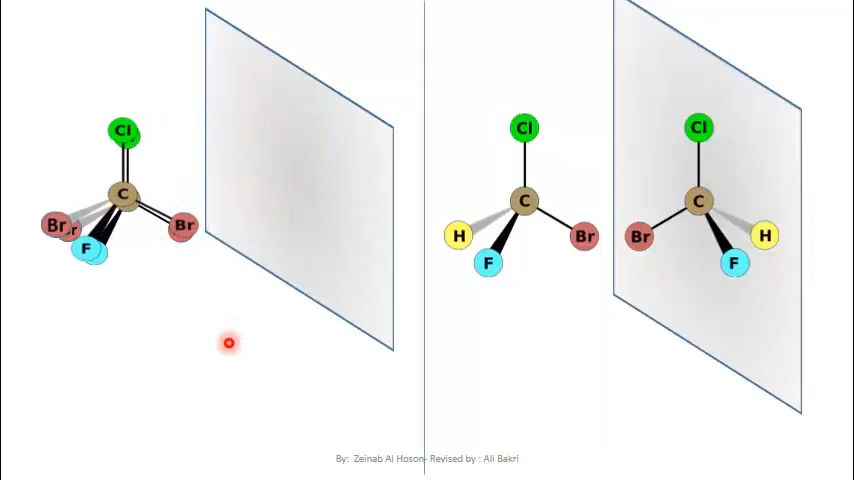 Cl
C
Br r Br
F
Cl
C
H Br
F
Cl
C
Br H
F
By: Zeinab Al Hoson- Revised by : Ali Bakri